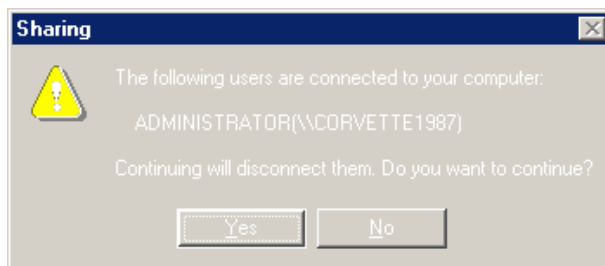 Sharing
The following users are connected to your computer:
ADMINISTRATOR(\\CORVETTE1987)
Continuing will disconnect them. Do you want to continue?
Yes
No